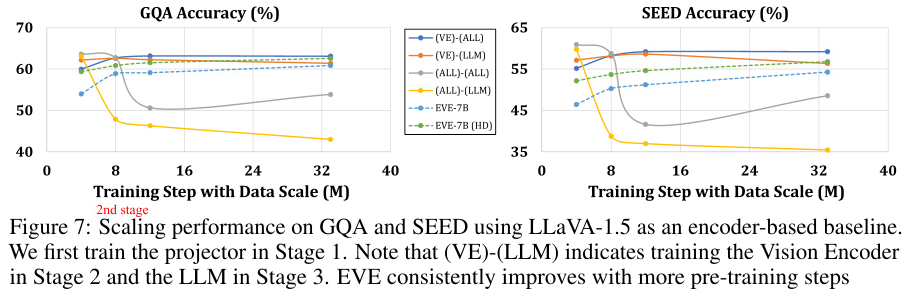 GQA Accuracy (%)
70
60
50
40
0
8
16
24
32
40
Training Step with Data Scale (M)
2nd stage
(VE)-(ALL)
(VE)-(LLM)
(ALL)-(ALL)
(ALL)-(LLM)
EVE-7B
EVE-7B (HD)
SEED Accuracy (%)
65
55
45
35
0
8
16
24
32
40
Training Step with Data Scale (M)
Figure 7: Scaling performance on GQA and SEED using LLaVA-1.5 as an encoder-based baseline.
We first train the projector in Stage 1. Note that (VE)-(LLM) indicates training the Vision Encoder
in Stage 2 and the LLM in Stage 3. EVE consistently improves with more pre-training steps